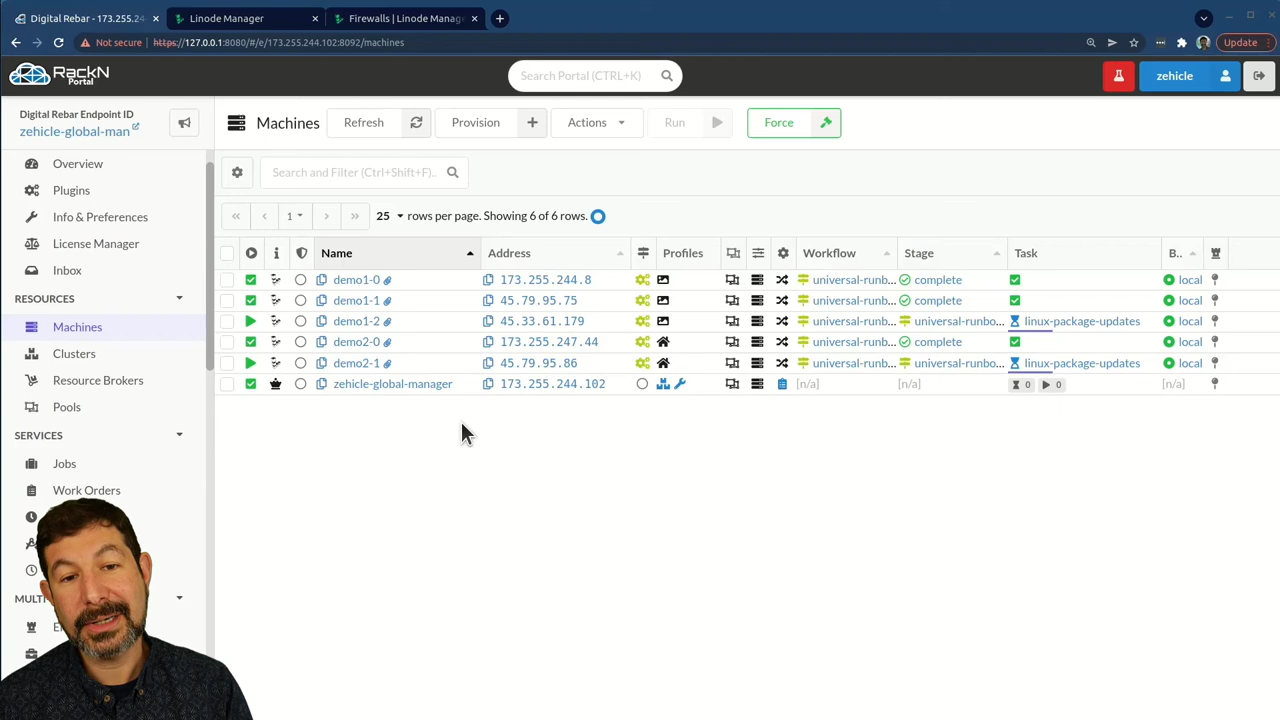 Digital Rebar - 173.255.24
Linode Manager
Firewalls | Linode Manage
Not secure
https://127.0.0.1:8080/#/e/173.255.244.102:8092/machines
Update
RackN
Portal
Search Portal (CTRL+K)
zehicle
Digital Rebar Endpoint ID
zehicle-global-man
Machines
Refresh
Provision
Actions
Run
Force
Overview
Plugins
Info & Preferences
License Manager
Inbox
RESOURCES
Machines
Clusters
Resource Brokers
Pools
SERVICES
Jobs
Work Orders
MULTI
E
Search and Filter (Ctrl+Shift+F)..
1
25 rows per page. Showing 6 of 6 rows.
Name Address Profiles Workflow Stage Task B..
demo1-0 173.255.244.8 universal-runb... complete local
demo1-1 45.79.95.75 universal-runb... complete local
demo1-2 45.33.61.179 universal-runb... universal-runbo... linux-package-updates local
demo2-0 173.255.247.44 universal-runb... complete local
demo2-1 45.79.95.86 universal-runb... universal-runbo... linux-package-updates local
zehicle-global-manager 173.255.244.102 [n/a] [n/a] 0 0 [n/a]